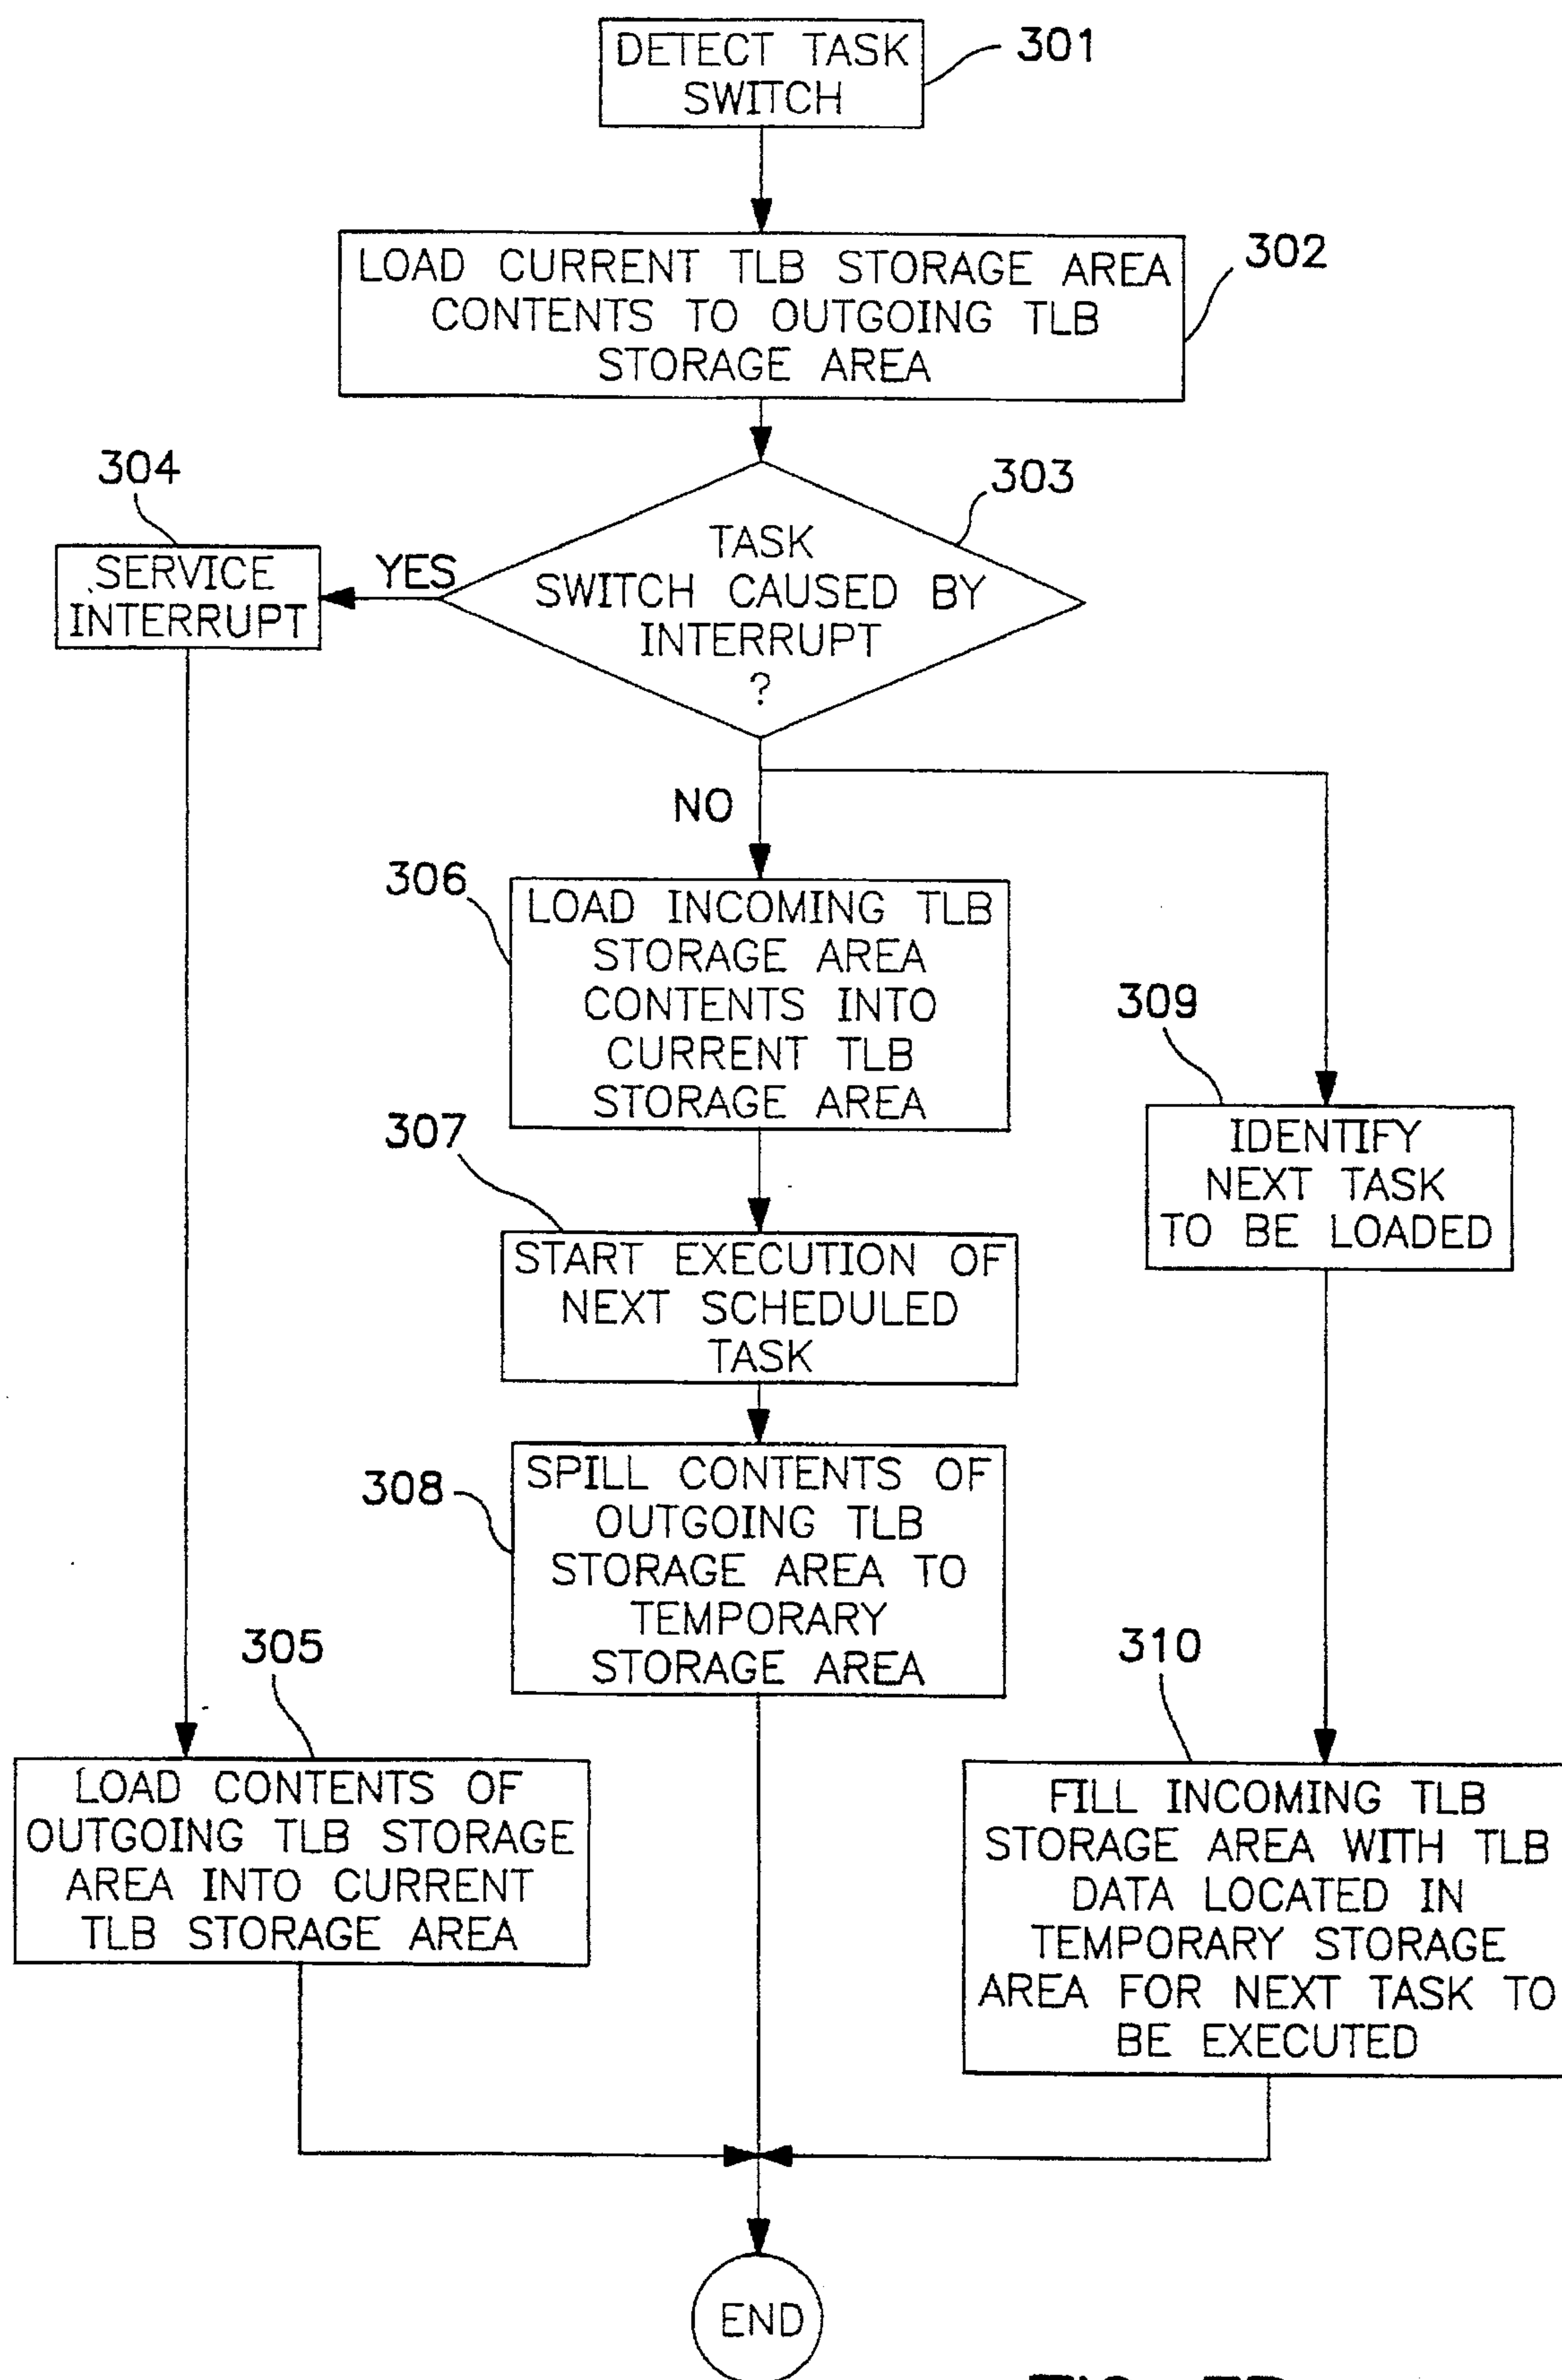 DETECT TASK
SWITCH
301
LOAD CURRENT TLB STORAGE AREA
CONTENTS TO OUTGOING TLB
STORAGE AREA
302
304
303
SERVICE
INTERRUPT
YES
TASK
SWITCH CAUSED BY
INTERRUPT
?
NO
306
LOAD INCOMING TLB
STORAGE AREA
CONTENTS INTO
CURRENT TLB
STORAGE AREA
309
IDENTIFY
NEXT TASK
TO BE LOADED
307
START EXECUTION OF
NEXT SCHEDULED
TASK
308
SPILL CONTENTS OF
OUTGOING TLB
STORAGE AREA TO
TEMPORARY
STORAGE AREA
305
LOAD CONTENTS OF
OUTGOING TLB STORAGE
AREA INTO CURRENT
TLB STORAGE AREA
310
FILL INCOMING TLB
STORAGE AREA WITH TLB
DATA LOCATED IN
TEMPORARY STORAGE
AREA FOR NEXT TASK TO
BE EXECUTED
END